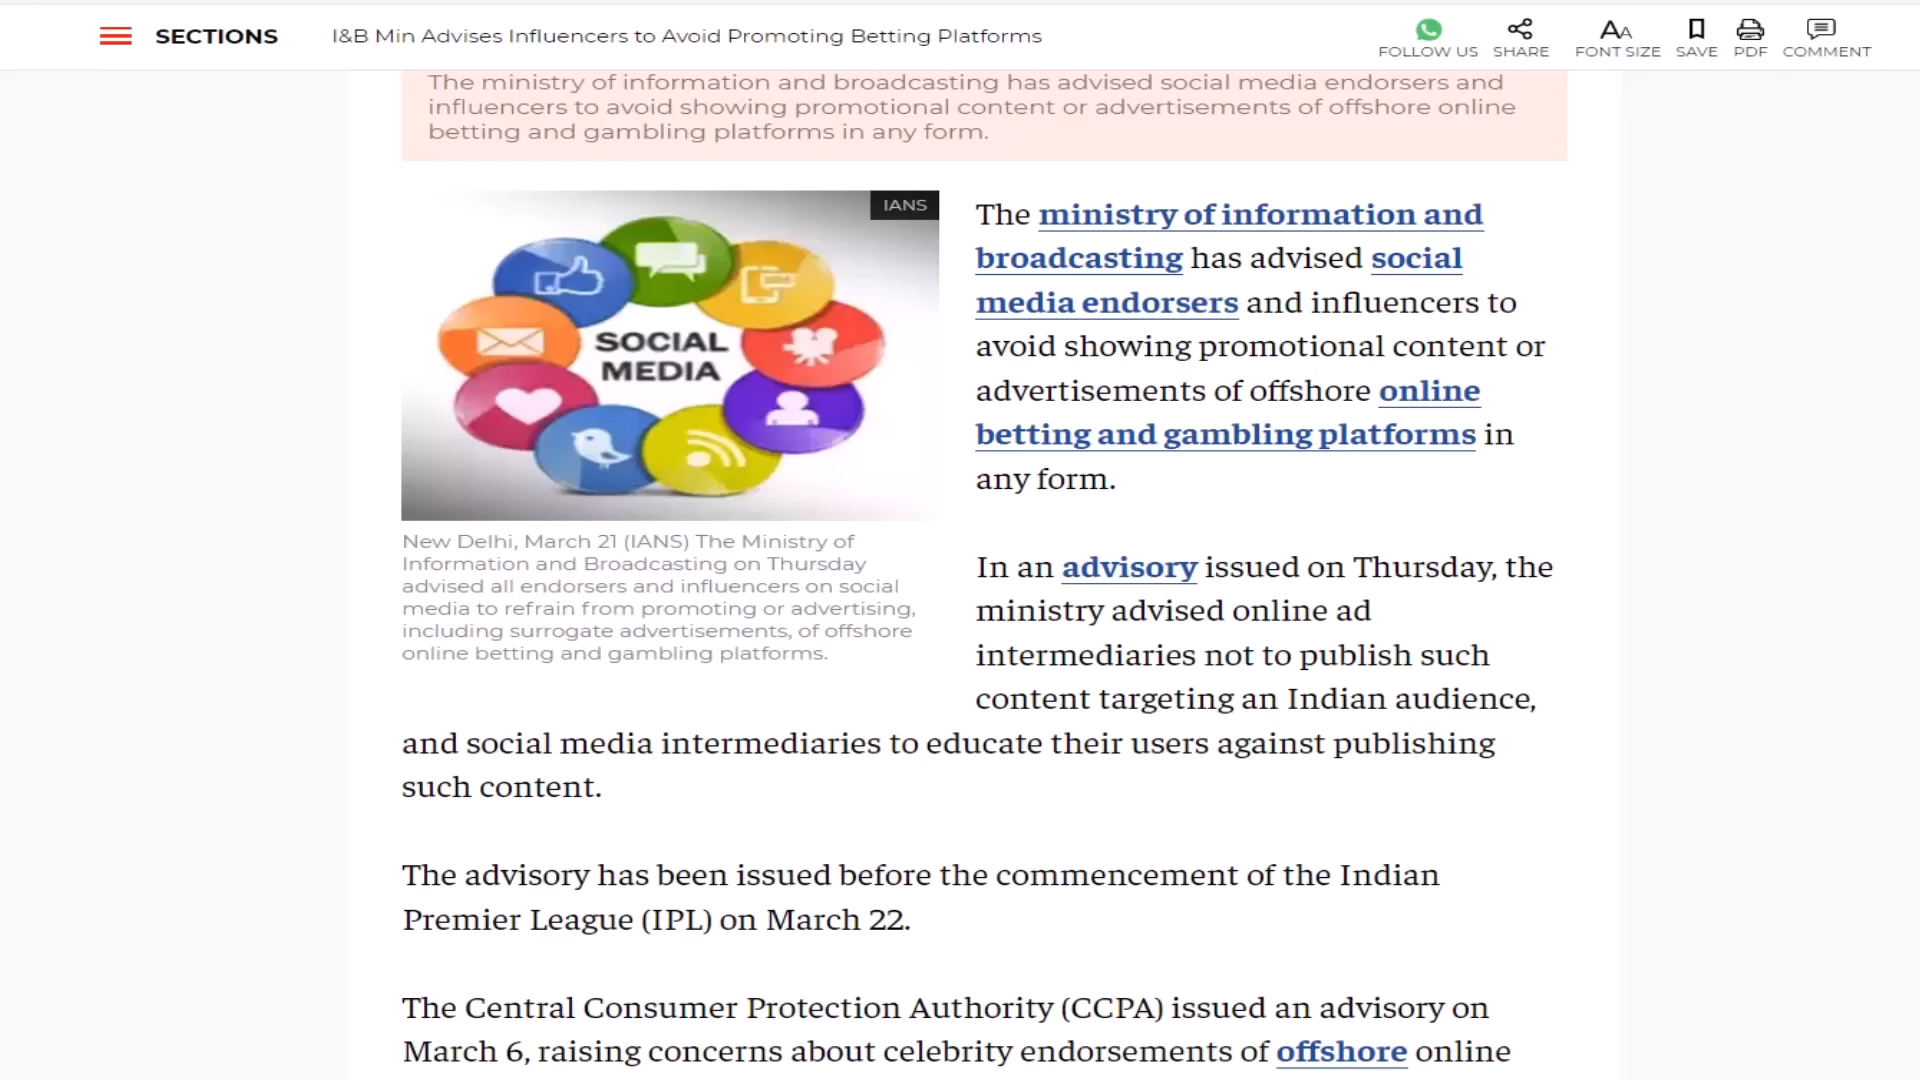 SECTIONS
I&B Min Advises Influencers to Avoid Promoting Betting Platforms
FOLLOW US
SHARE
FONT SIZE
SAVE
PDF
COMMENT
The ministry of information and broadcasting has advised social media endorsers and
influencers to avoid showing promotional content or advertisements of offshore online
betting and gambling platforms in any form.
IANS
SOCIAL
MEDIA
New Delhi, March 21 (IANS) The Ministry of
Information and Broadcasting on Thursday
advised all endorsers and influencers on social
media to refrain from promoting or advertising,
including surrogate advertisements, of offshore
online betting and gambling platforms.
The ministry of information and
broadcasting has advised social
media endorsers and influencers to
avoid showing promotional content or
advertisements of offshore online
betting and gambling platforms in
any form.
In an advisory issued on Thursday, the
ministry advised online ad
intermediaries not to publish such
content targeting an Indian audience,
and social media intermediaries to educate their users against publishing
such content.
The advisory has been issued before the commencement of the Indian
Premier League (IPL) on March 22.
The Central Consumer Protection Authority (CCPA) issued an advisory on
March 6, raising concerns about celebrity endorsements of offshore online